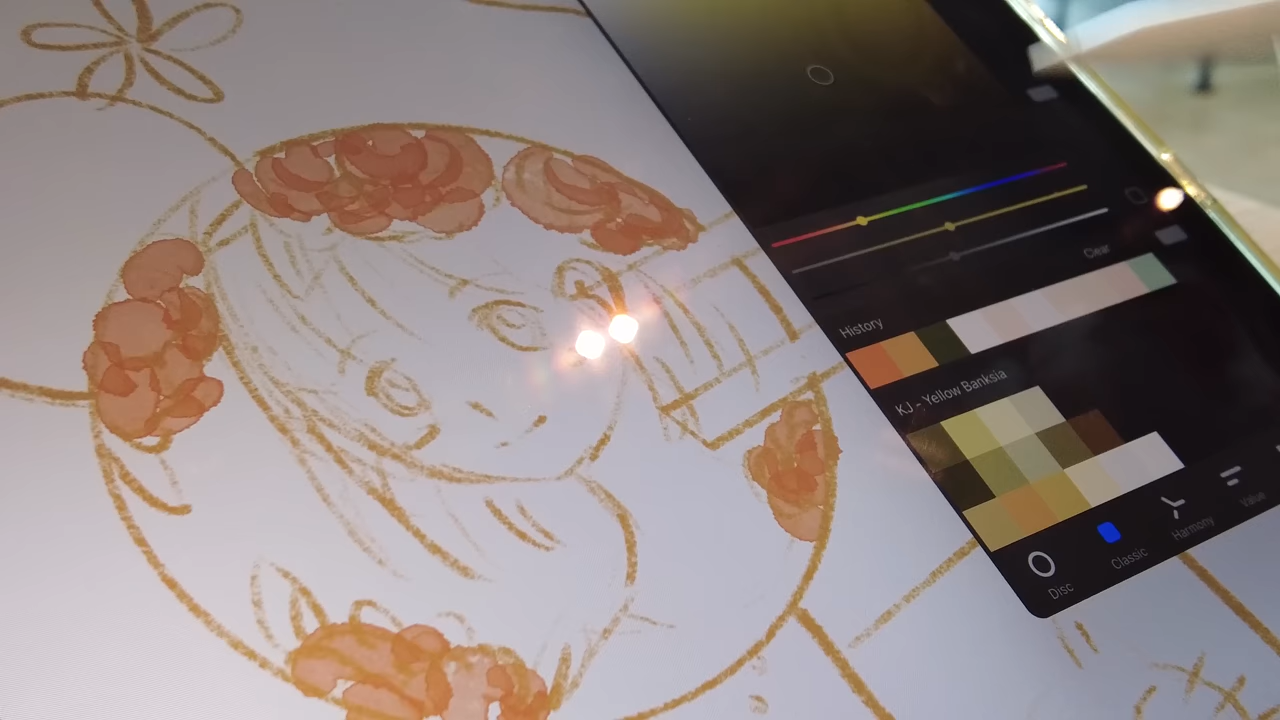 Clear
History
KJ - Yellow Banksia
Disc
Classic
Harmony
Value